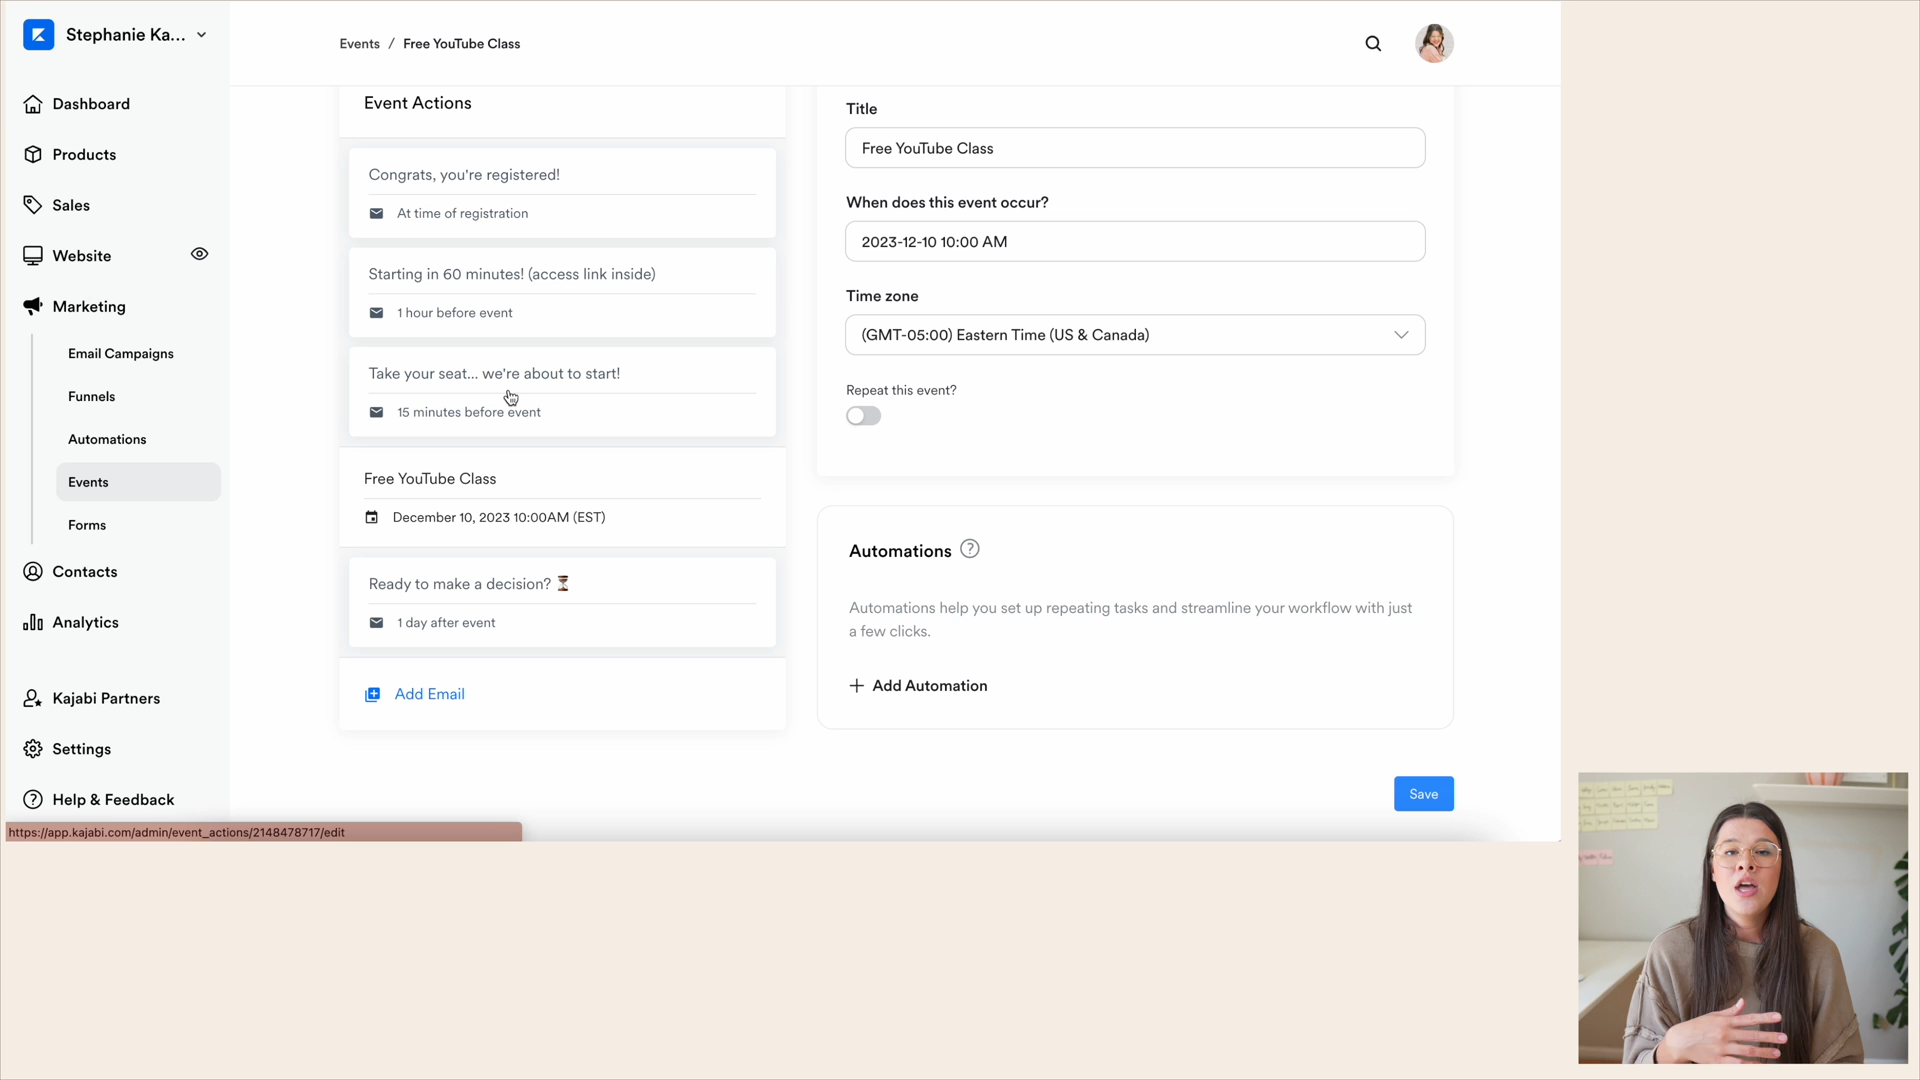 Stephanie Ka...
Events / Free YouTube Class
Dashboard
Products
Sales
Website
Marketing
Email Campaigns
Funnels
Automations
Events
Forms
Contacts
Analytics
Kajabi Partners
Settings
Help & Feedback
Event Actions
Congrats, you're registered!
At time of registration
Starting in 60 minutes! (access link inside)
1 hour before event
Take your seat... we're about to start!
15 minutes before event
Free YouTube Class
December 10, 2023 10:00AM (EST)
Ready to make a decision? ⏳
1 day after event
Add Email
Title
Free YouTube Class
When does this event occur?
2023-12-10 10:00 AM
Time zone
(GMT-05:00) Eastern Time (US & Canada)
Repeat this event?
Automations
Automations help you set up repeating tasks and streamline your workflow with just
a few clicks.
+ Add Automation
Save
https://app.kajabi.com/admin/event_actions/2148478717/edit